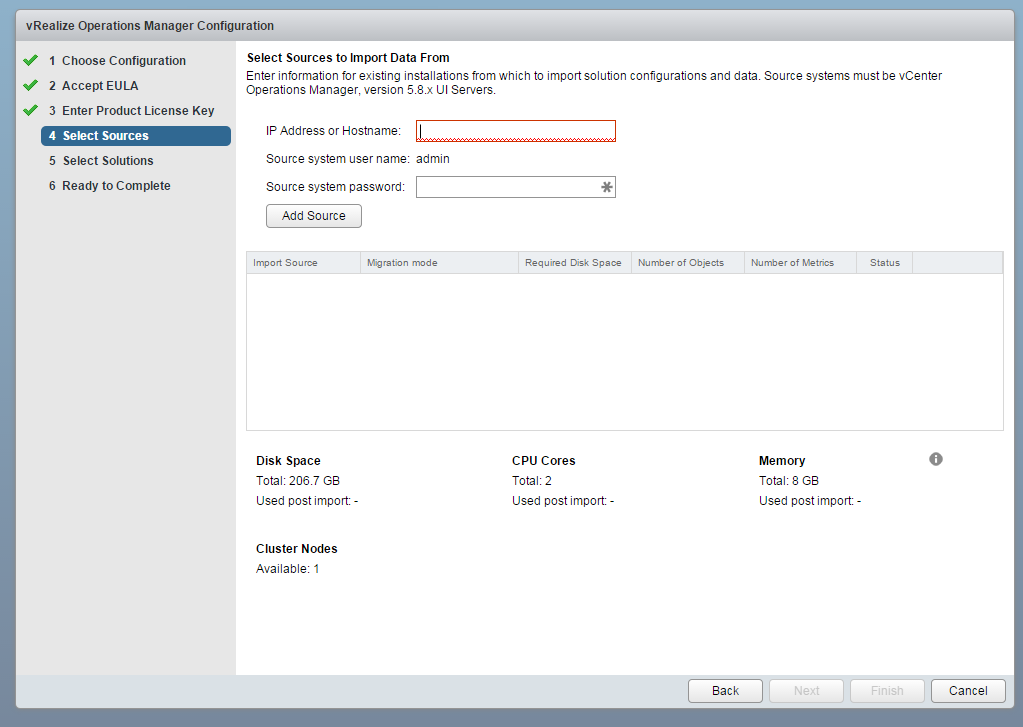 vRealize Operations Manager Configuration
1 Choose Configuration
2 Accept EULA
3 Enter Product License Key
4 Select Sources
5 Select Solutions
6 Ready to Complete
Select Sources to Import Data From
Enter information for existing installations from which to import solution configurations and data. Source systems must be vCenter
Operations Manager, version 5.8.x UI Servers.
IP Address or Hostname:
Source system user name: admin
Source system password:
Add Source
Import Source Migration mode Required Disk Space Number of Objects Number of Metrics Status
Disk Space CPU Cores Memory
Total: 206.7 GB Total: 2 Total: 8 GB
Used post import: - Used post import: - Used post import: -
Cluster Nodes
Available: 1
Back Next Finish Cancel